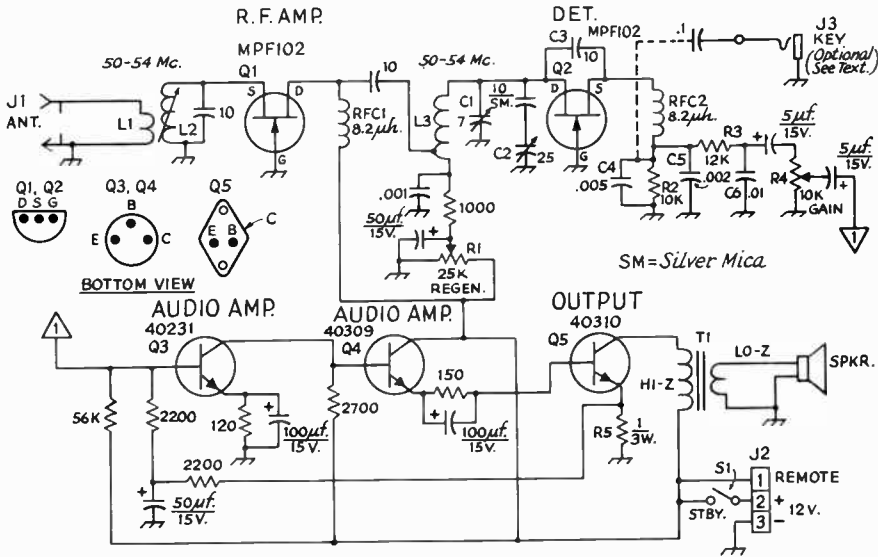 R.F. AMP.
DET.
MPF102
MPF102
50-54 Mc.
50-54 Mc.
Q1
S
D
G
10
C3
10
Q2
D
S
G
.1
J3
KEY
(Optional
See Text.)
J1
ANT.
L1
L2
10
RFC1
8.2µh.
L3
C1
7
10
SM.
C2
25
RFC2
8.2µh.
R3
12K
5µf.
15V.
5µf.
15V.
C4
.005
R2
10K
C5
.002
C6
.01
R4
10K
GAIN
1
.001
1000
50µf.
15V.
R1
25K
REGEN.
Q1, Q2
D S G
Q3, Q4
B
E
C
Q5
E B
C
BOTTOM VIEW
SM=Silver Mica
AUDIO AMP.
AUDIO AMP.
OUTPUT
1
40231
Q3
40309
Q4
40310
Q5
T1
HI-Z
LO-Z
SPKR.
56K
2200
120
100µf.
15V.
2700
150
100µf.
15V.
R5
1
3W.
2200
50µf.
15V.
J2
1
REMOTE
S1
STBY.
2
+
12V.
3
-